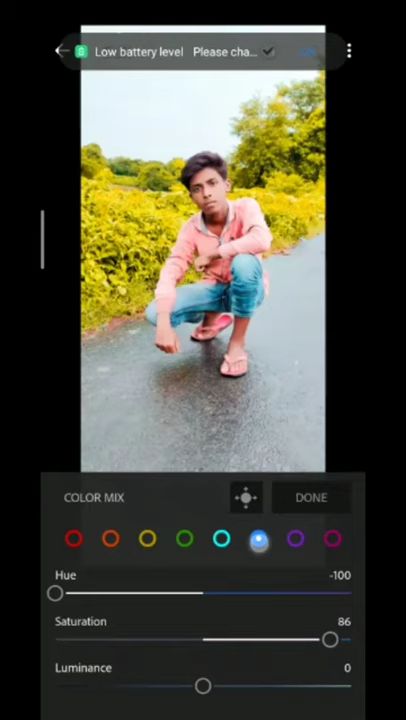 Low battery level Please cha...
COLOR MIX
DONE
Hue -100
Saturation 86
Luminance 0